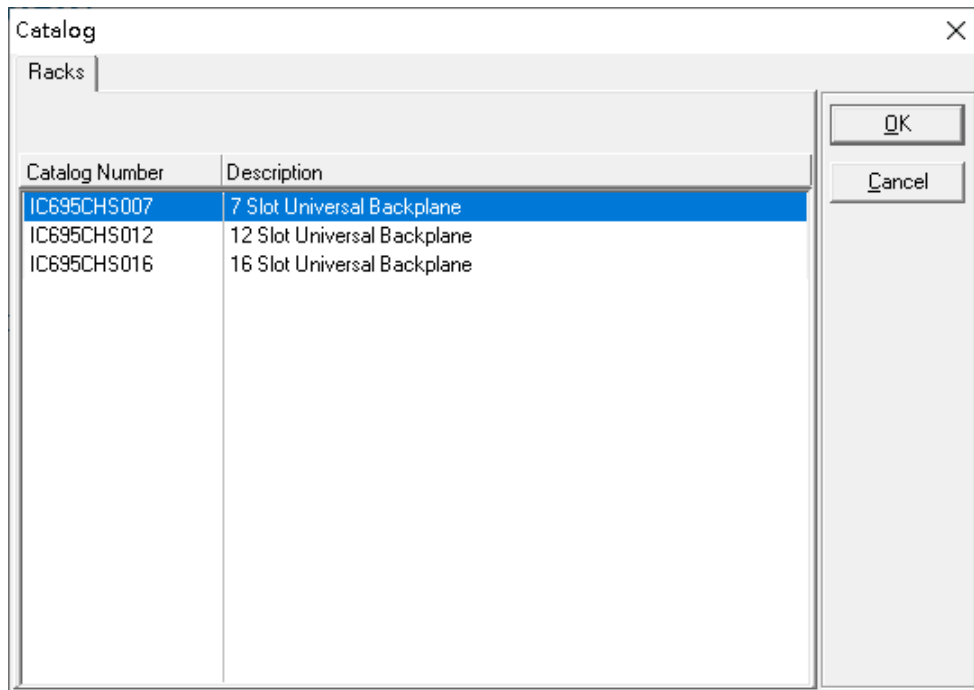 Catalog
Racks
OK
Cancel
Catalog Number Description
IC695CHS007 7 Slot Universal Backplane
IC695CHS012 12 Slot Universal Backplane
IC695CHS016 16 Slot Universal Backplane